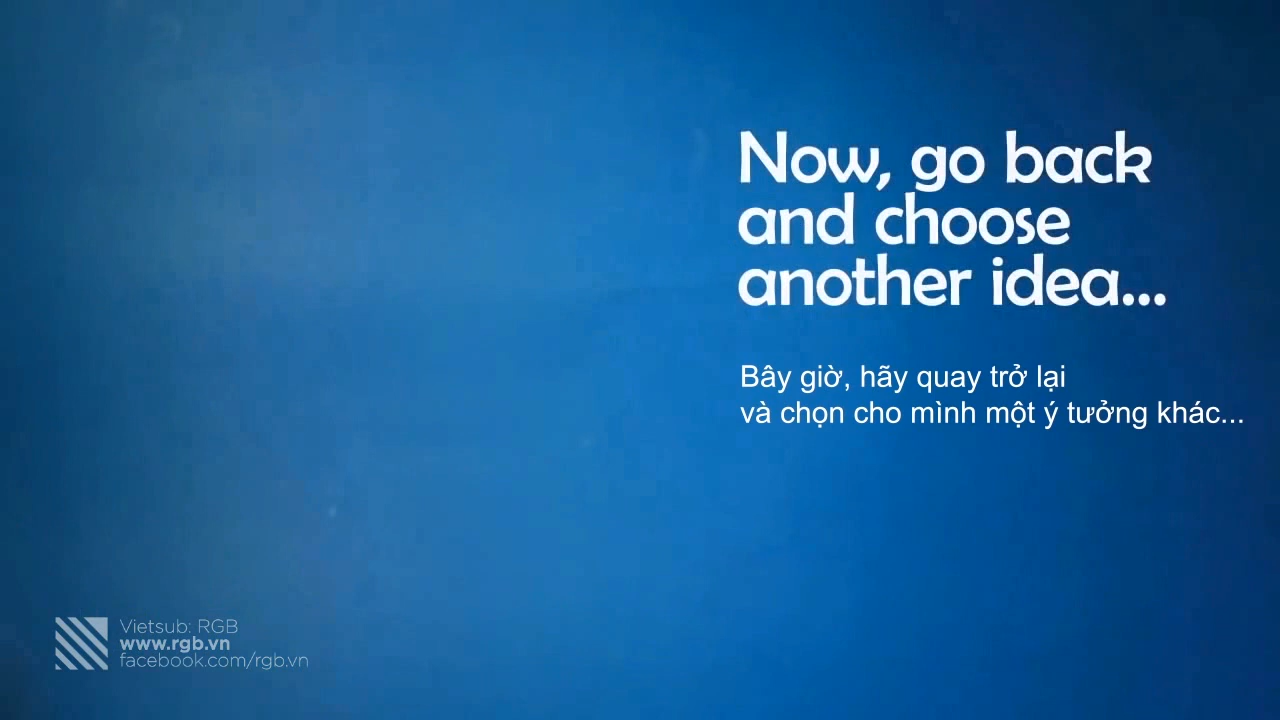 Now, go back
and choose
another idea...
Bây giờ, hãy quay trở lại
và chọn cho mình một ý tưởng khác...
Vietsub: RGB
www.rgb.vn
facebook.com/rgb.vn